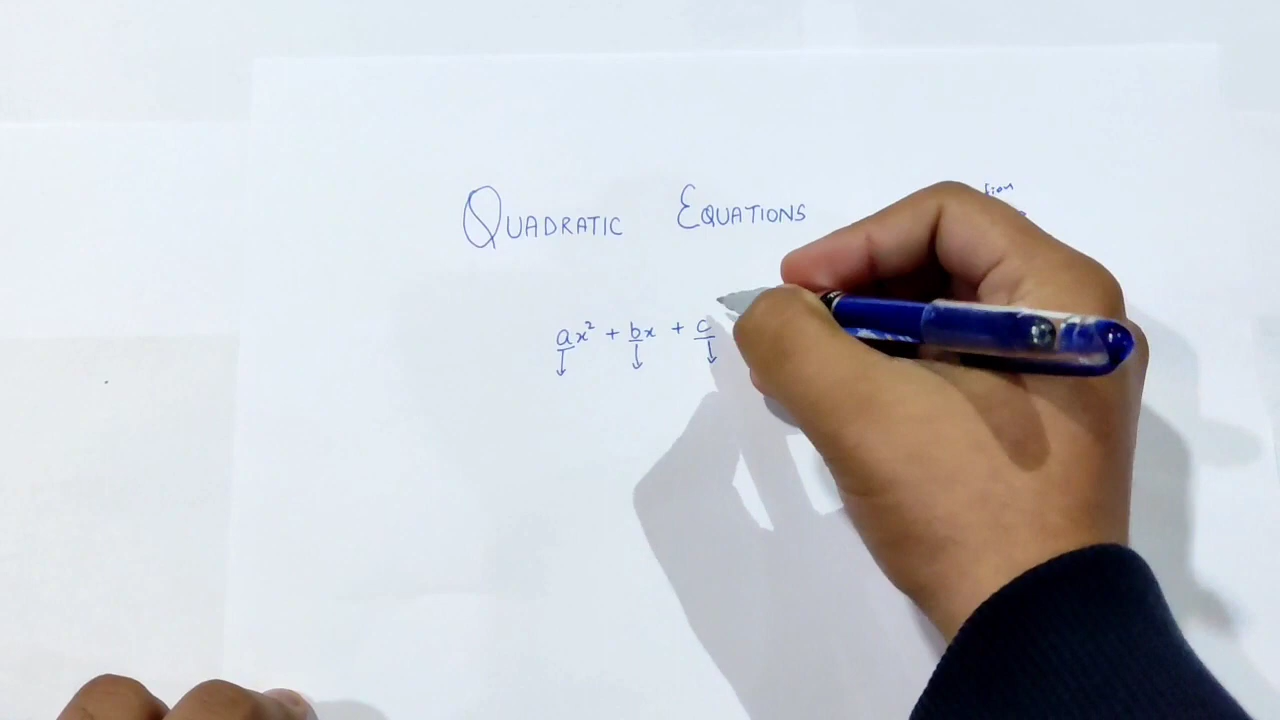 QUADRATIC EQUATIONS
ax² + bx + c